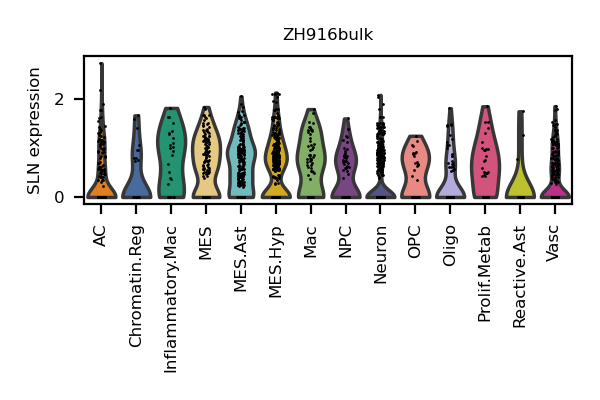 ZH916bulk
SLN expression
2
0
AC
Chromatin.Reg
Inflammatory.Mac
MES
MES.Ast
MES.Hyp
Mac
NPC
Neuron
OPC
Oligo
Prolif.Metab
Reactive.Ast
Vasc